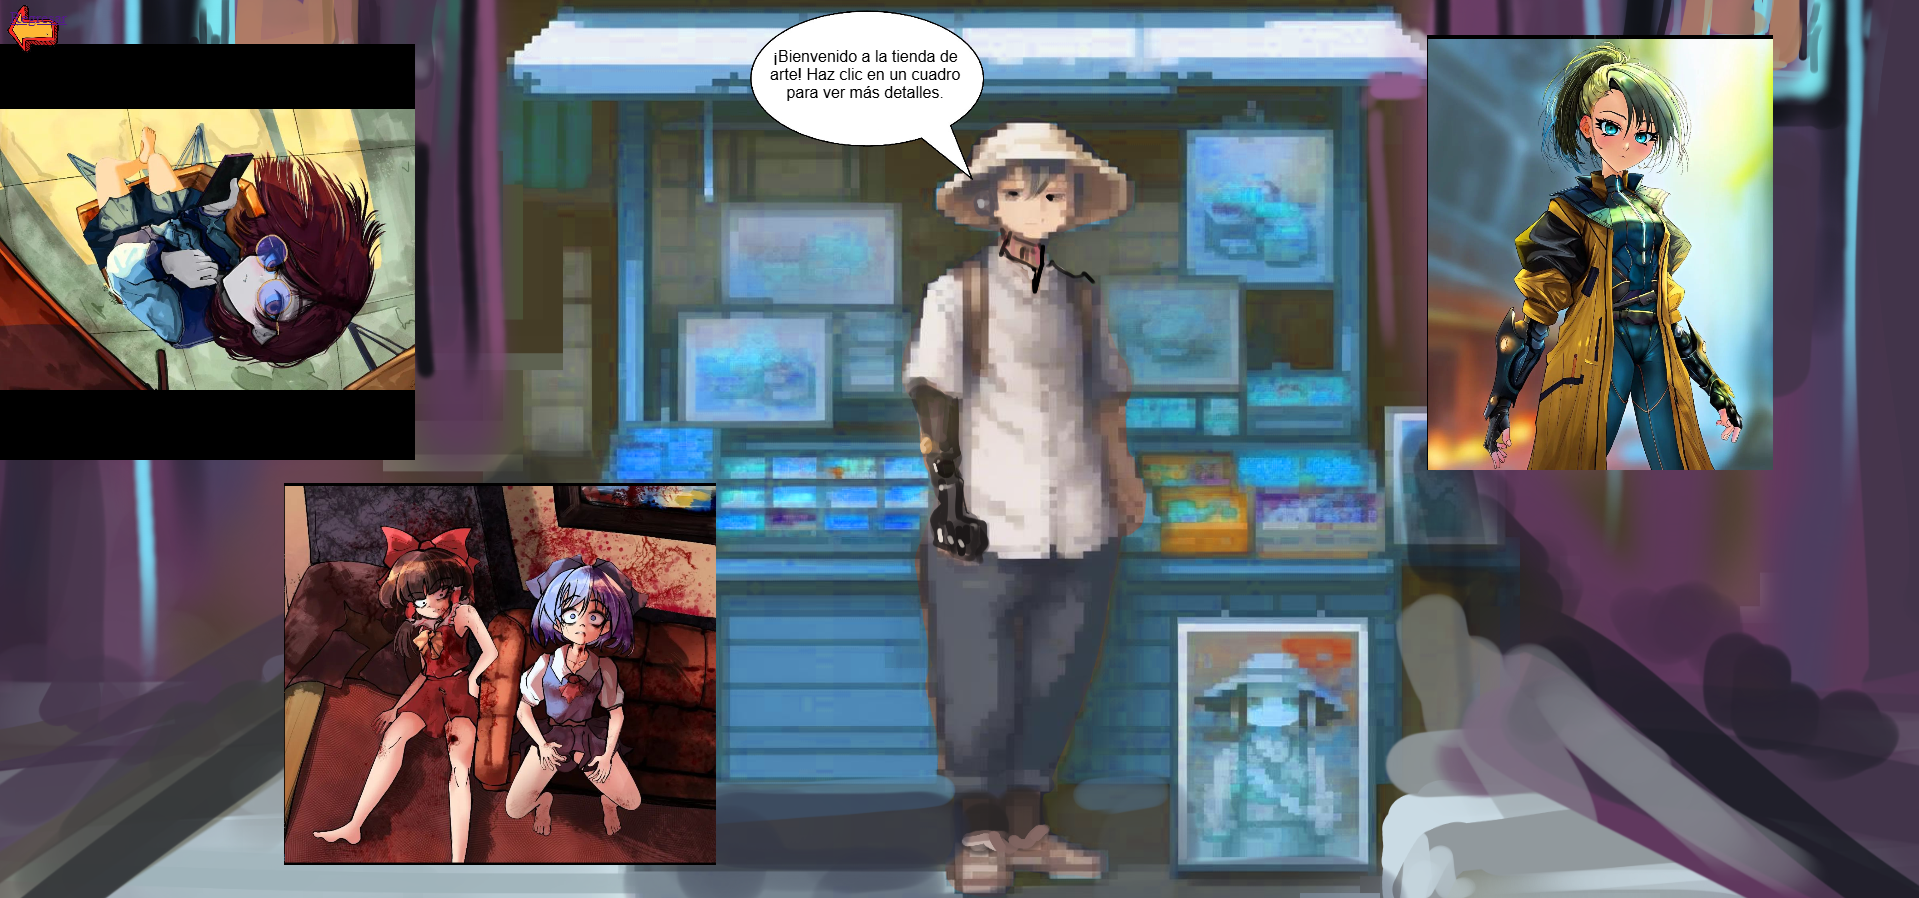 ¡Bienvenido a la tienda de
arte! Haz clic en un cuadro
para ver más detalles.